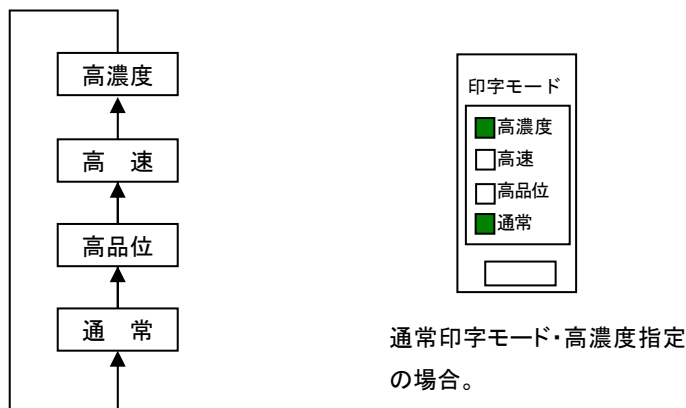 高濃度
高　速
高品位
通　常
印字モード
高濃度
高速
高品位
通常
通常印字モード・高濃度指定
の場合。